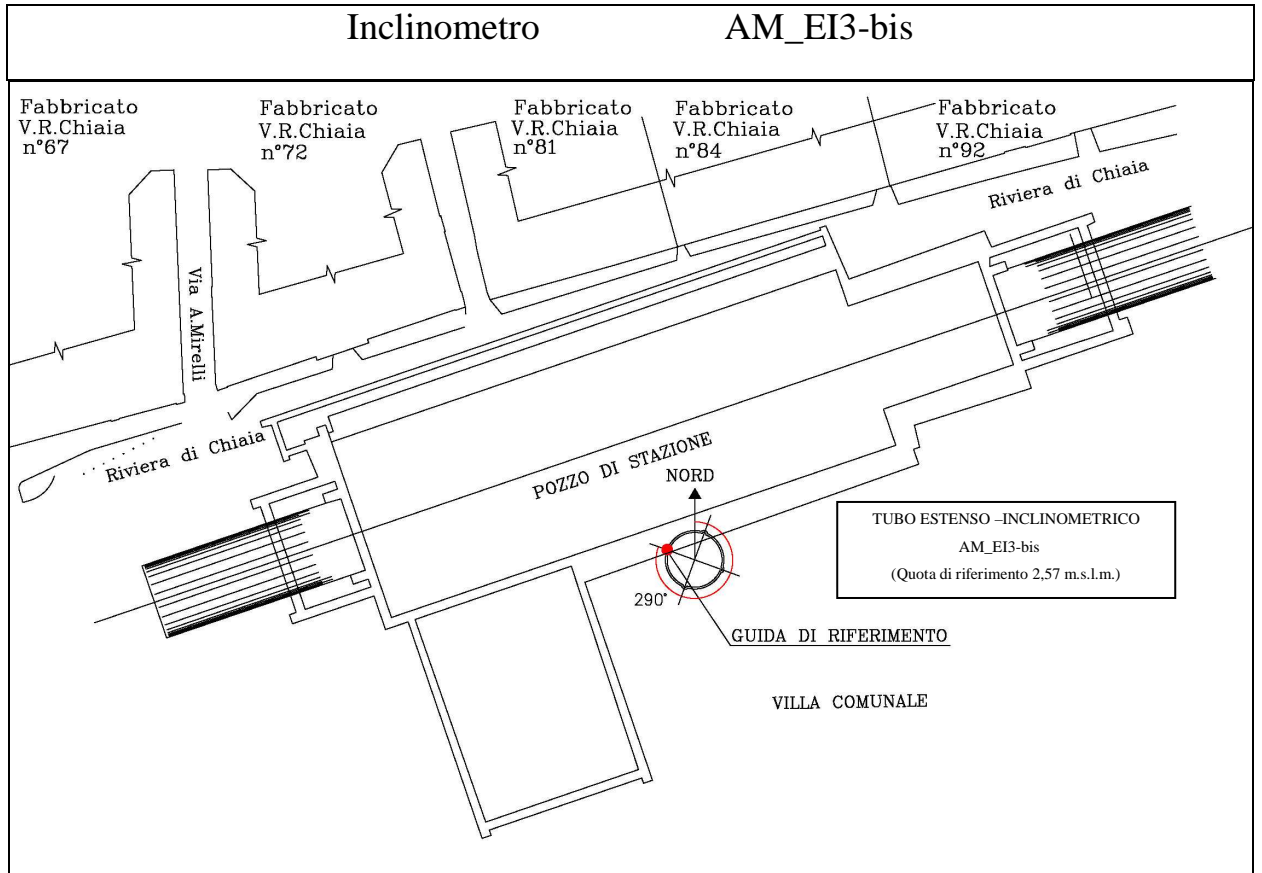 Inclinometro AM_EI3-bis
Fabbricato
V.R.Chiaia
n°67
Fabbricato
V.R.Chiaia
n°72
Fabbricato
V.R.Chiaia
n°81
Fabbricato
V.R.Chiaia
n°84
Fabbricato
V.R.Chiaia
n°92
Riviera di Chiaia
Via A.Mirelli
Riviera di Chiaia
POZZO DI STAZIONE
NORD
290°
TUBO ESTENSO –INCLINOMETRICO
AM_EI3-bis
(Quota di riferimento 2,57 m.s.l.m.)
GUIDA DI RIFERIMENTO
VILLA COMUNALE